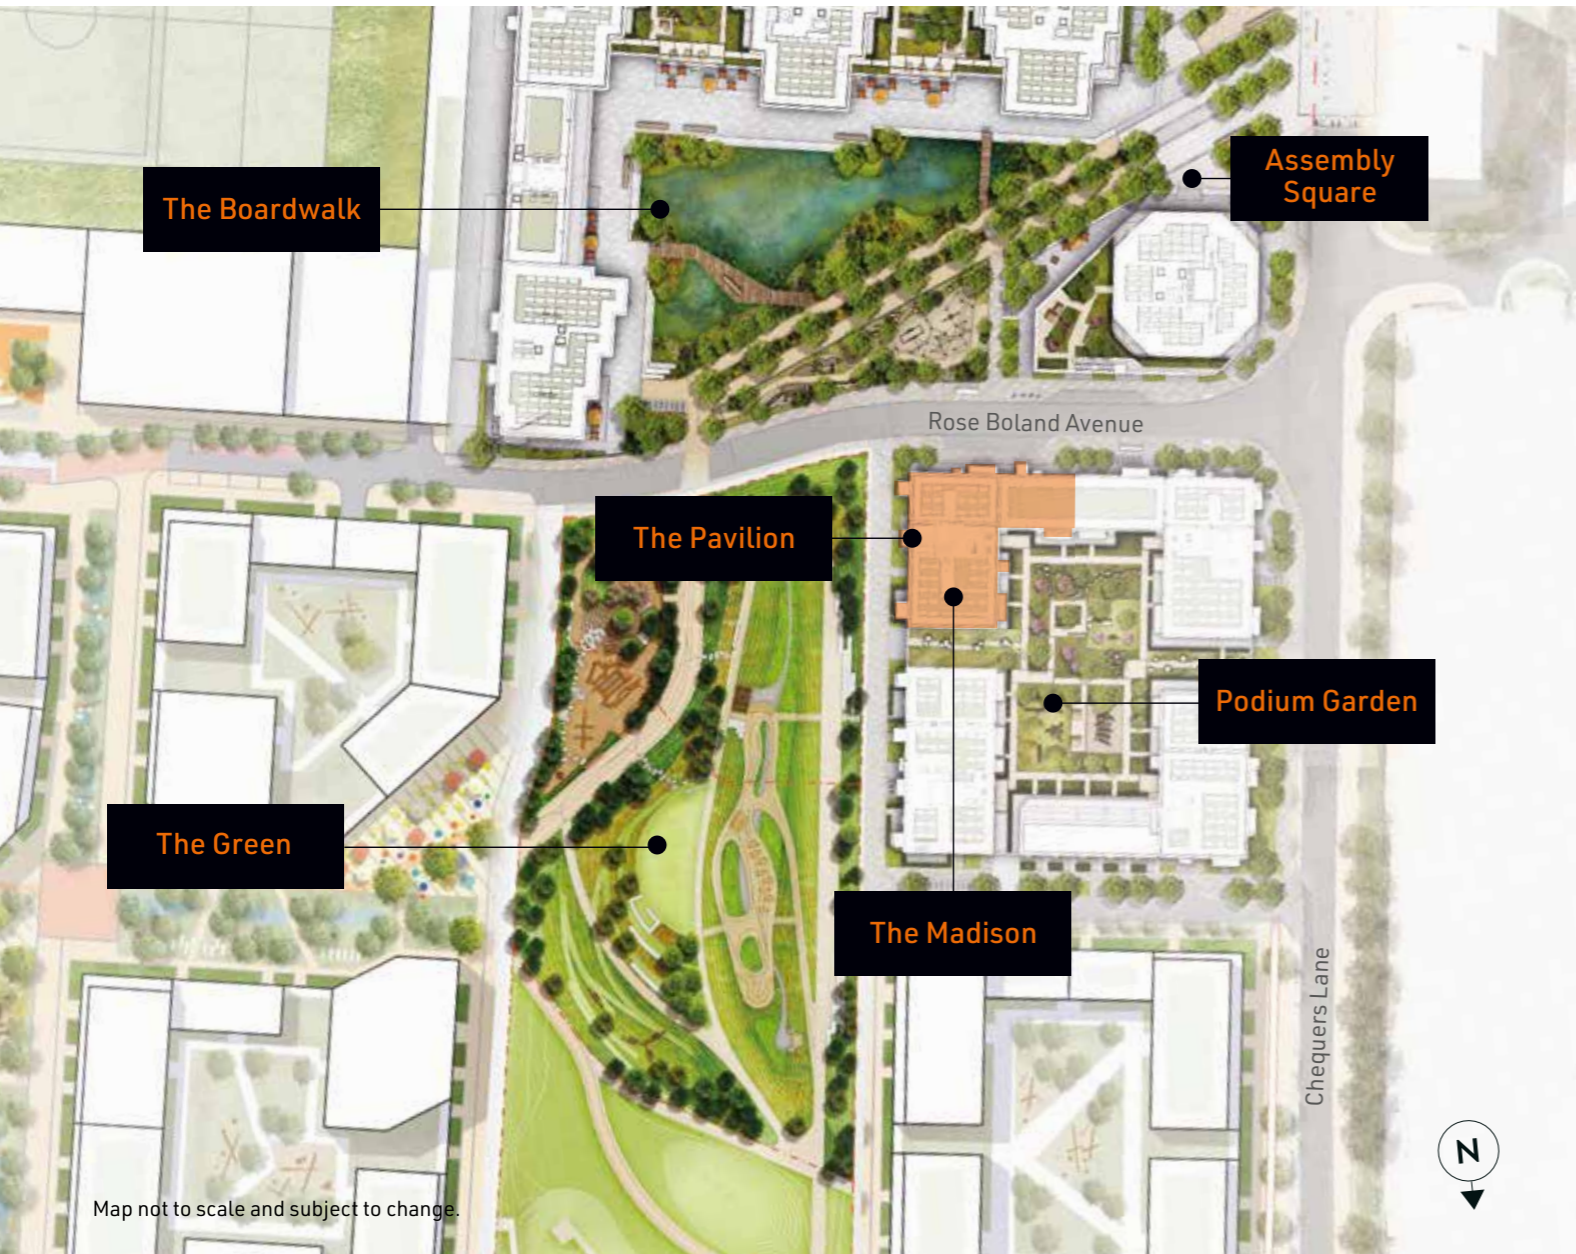 The Boardwalk
Assembly
Square
Rose Boland Avenue
The Pavilion
Podium Garden
The Green
The Madison
Chequers Lane
N
Map not to scale and subject to change.